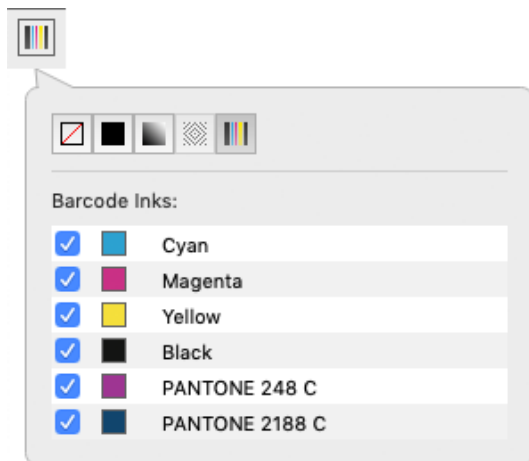 Barcode Inks:
Cyan
Magenta
Yellow
Black
PANTONE 248 C
PANTONE 2188 C